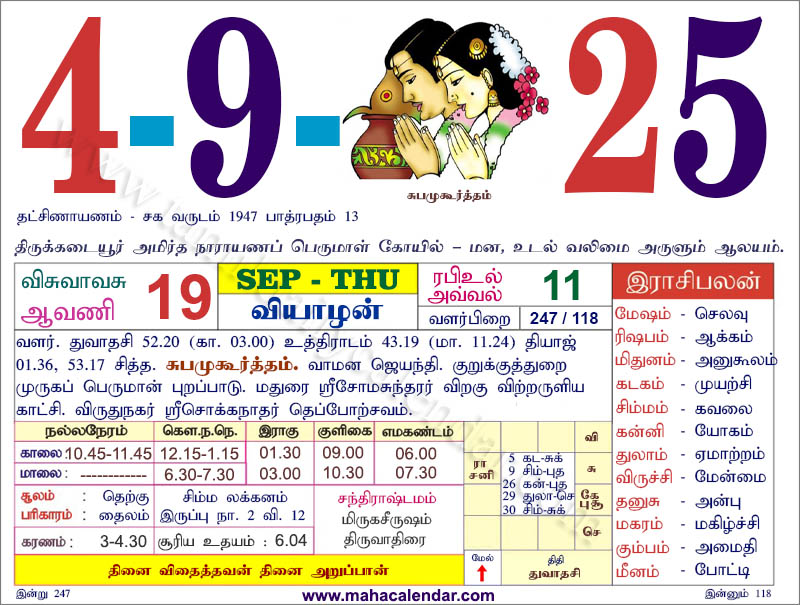 4-9-25
சுபமுகூர்த்தம்
தட்சிணாயணம் - சக வருடம் 1947 பாத்ரபதம் 13
திருக்கடையூர் அமிர்த நாராயணப் பெருமாள் கோயில் – மன, உடல் வலிமை அருளும் ஆலயம்.
விசுவாவசு
ஆவணி
19
SEP - THU
வியாழன்
ரபிஉல்
அவ்வல்
11
வளர்பிறை
247 / 118
வளர். துவாதசி 52.20 (கா. 03.00) உத்திராடம் 43.19 (மா. 11.24) தியாஜ்
01.36, 53.17 சித்த. சுபமுகூர்த்தம். வாமன ஜெயந்தி. குறுக்குத்துறை
முருகப் பெருமான் புறப்பாடு. மதுரை ஸ்ரீசோமசுந்தரர் விறகு விற்றருளிய
காட்சி. விருதுநகர் ஸ்ரீசொக்கநாதர் தெப்போற்சவம்.
இராசிபலன்
மேஷம் - செலவு
ரிஷபம் - ஆக்கம்
மிதுனம் - அனுகூலம்
கடகம் - முயற்சி
சிம்மம் - கவலை
கன்னி - யோகம்
துலாம் - ஏமாற்றம்
விருச்சி - மேன்மை
தனுசு - அன்பு
மகரம் - மகிழ்ச்சி
கும்பம் - அமைதி
மீனம் - போட்டி
நல்லநேரம் கௌ.ந.நெ. இராகு குளிகை எமகண்டம்
காலை: 10.45-11.45 12.15-1.15 01.30 09.00 06.00
மாலை: ------------ 6.30-7.30 03.00 10.30 07.30
சூலம் : தெற்கு
பரிகாரம் : தைலம்
சிம்ம லக்கனம்
இருப்பு நா. 2 வி. 12
சந்திராஷ்டமம்
மிருகசீருஷம்
திருவாதிரை
கரணம் : 3-4.30
சூரிய உதயம் : 6.04
தினை விதைத்தவன் தினை அறுப்பான்
ரா
சனி
5 கட-சுக்
9 சிம்-புத
26 கன்-புத
29 துலா-செ
30 சிம்-சுக்
வி
சு
கே
பூசூ
செ
மேல்
திதி
துவாதசி
இன்று 247
www.mahacalendar.com
இன்னும் 118